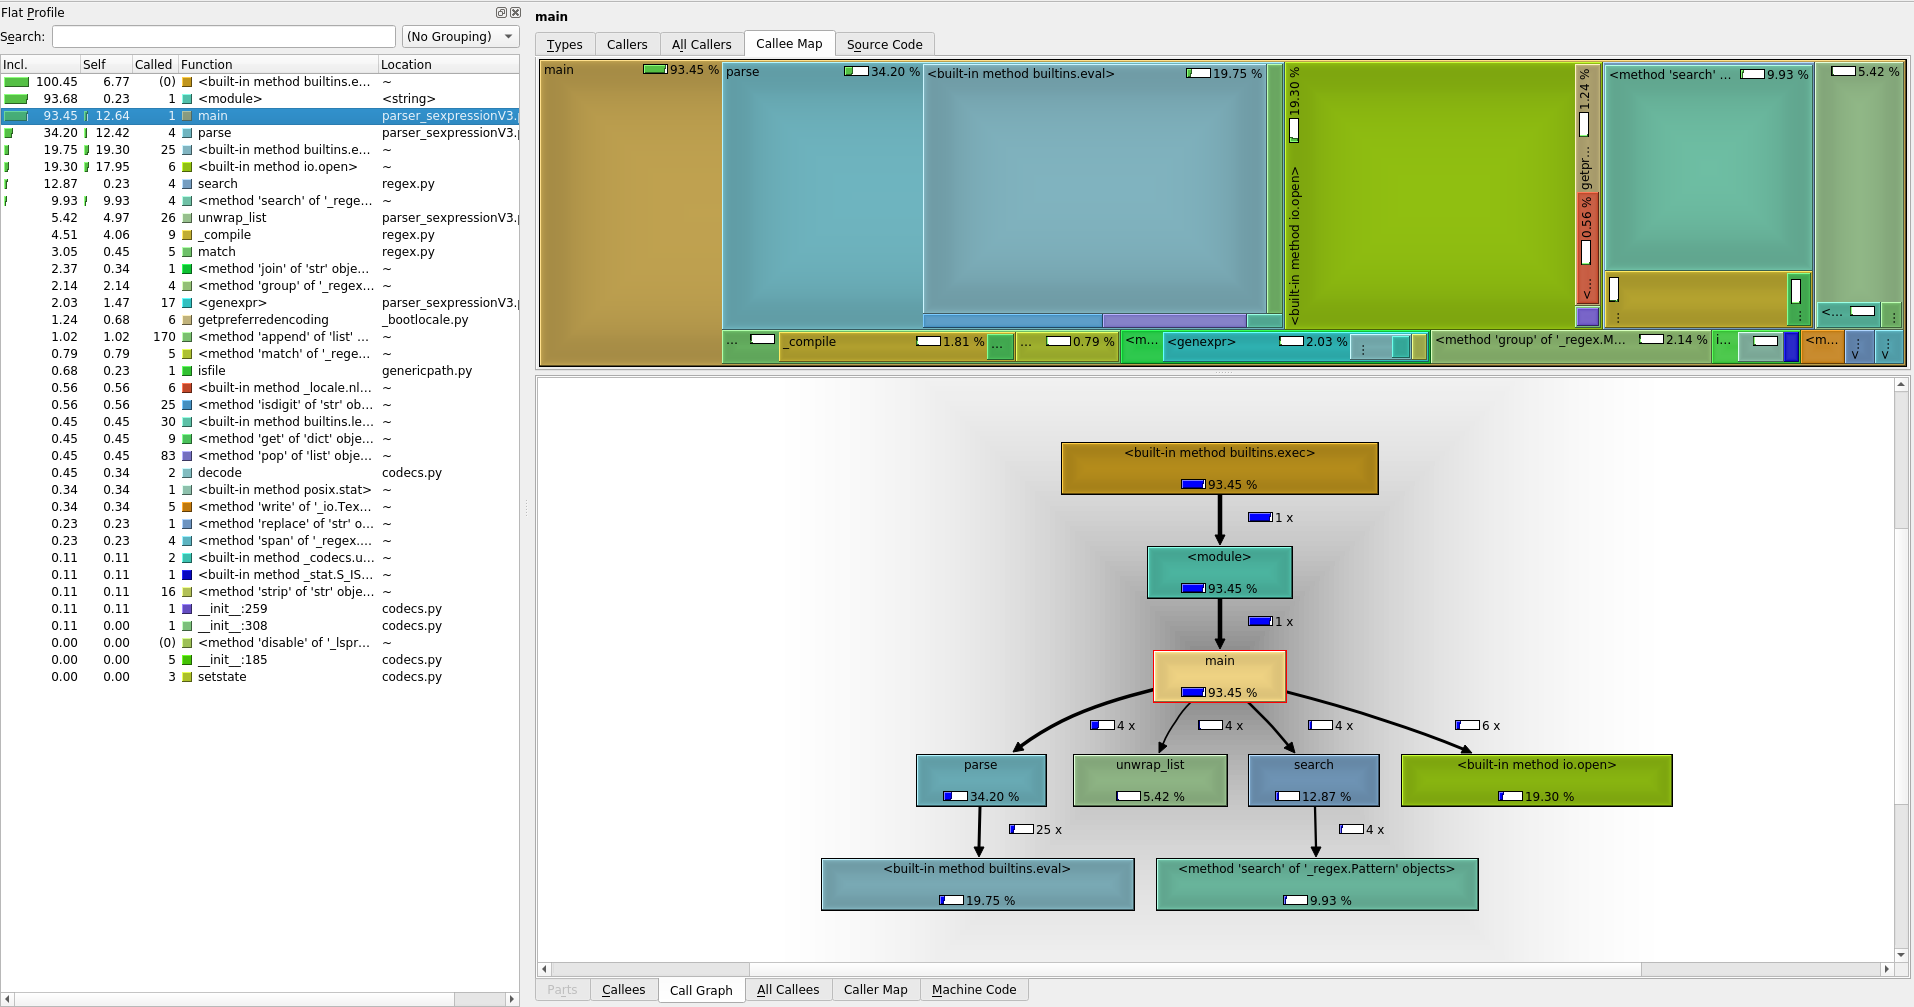 Flat Profile
Search:
(No Grouping)
Incl. Self Called Function Location
100.45 6.77 (0) <built-in method builtins.e... ~
93.68 0.23 1 <module> <string>
93.45 12.64 1 main parser_sexpressionV3.
34.20 12.42 4 parse parser_sexpressionV3.
19.75 19.30 25 <built-in method builtins.e... ~
19.30 17.95 6 <built-in method io.open> ~
12.87 0.23 4 search regex.py
9.93 9.93 4 <method 'search' of '_rege... ~
5.42 4.97 26 unwrap_list parser_sexpressionV3.
4.51 4.06 9 _compile regex.py
3.05 0.45 5 match regex.py
2.37 0.34 1 <method 'join' of 'str' obje... ~
2.14 2.14 4 <method 'group' of '_regex... ~
2.03 1.47 17 <genexpr> parser_sexpressionV3.
1.24 0.68 6 getpreferredencoding _bootlocale.py
1.02 1.02 170 <method 'append' of 'list' ... ~
0.79 0.79 5 <method 'match' of '_rege... ~
0.68 0.23 1 isfile genericpath.py
0.56 0.56 6 <built-in method _locale.nl... ~
0.56 0.56 25 <method 'isdigit' of 'str' ob... ~
0.45 0.45 30 <built-in method builtins.le... ~
0.45 0.45 9 <method 'get' of 'dict' obje... ~
0.45 0.45 83 <method 'pop' of 'list' obje... ~
0.45 0.34 2 decode codecs.py
0.34 0.34 1 <built-in method posix.stat> ~
0.34 0.34 5 <method 'write' of '_io.Tex... ~
0.23 0.23 1 <method 'replace' of 'str' o... ~
0.23 0.23 4 <method 'span' of '_regex.... ~
0.11 0.11 2 <built-in method _codecs.u... ~
0.11 0.11 1 <built-in method _stat.S_IS... ~
0.11 0.11 16 <method 'strip' of 'str' obje... ~
0.11 0.11 1 __init__:259 codecs.py
0.11 0.00 1 __init__:308 codecs.py
0.00 0.00 (0) <method 'disable' of '_lspr... ~
0.00 0.00 5 __init__:185 codecs.py
0.00 0.00 3 setstate codecs.py
main
Types Callers All Callers Callee Map Source Code
main 93.45 %
parse 34.20 %
<built-in method builtins.eval> 19.75 %
<built-in method io.open> 19.30 %
getpr... 1.24 %
<... 0.56 %
<method 'search' ... 9.93 %
5.42 %
<...
...
_compile 1.81 %
...
... 0.79 %
<m...
<genexpr> 2.03 %
<method 'group' of '_regex.M... 2.14 %
i...
<m...
<built-in method builtins.exec>
93.45 %
1 x
<module>
93.45 %
1 x
main
93.45 %
4 x 4 x 4 x 6 x
parse unwrap_list search <built-in method io.open>
34.20 % 5.42 % 12.87 % 19.30 %
25 x 4 x
<built-in method builtins.eval> <method 'search' of '_regex.Pattern' objects>
19.75 % 9.93 %
Parts Callees Call Graph All Callees Caller Map Machine Code